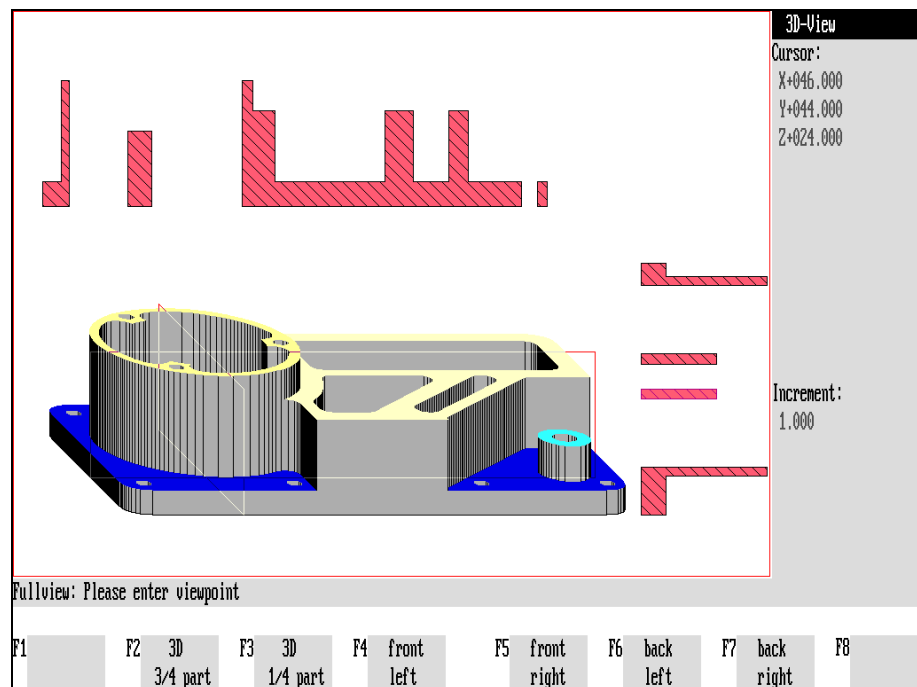 3D-View
Cursor:
X+046.000
Y+044.000
Z+024.000
Increment:
1.000
Fullview: Please enter viewpoint
F1
F2 3D 3/4 part
F3 3D 1/4 part
F4 front left
F5 front right
F6 back left
F7 back right
F8